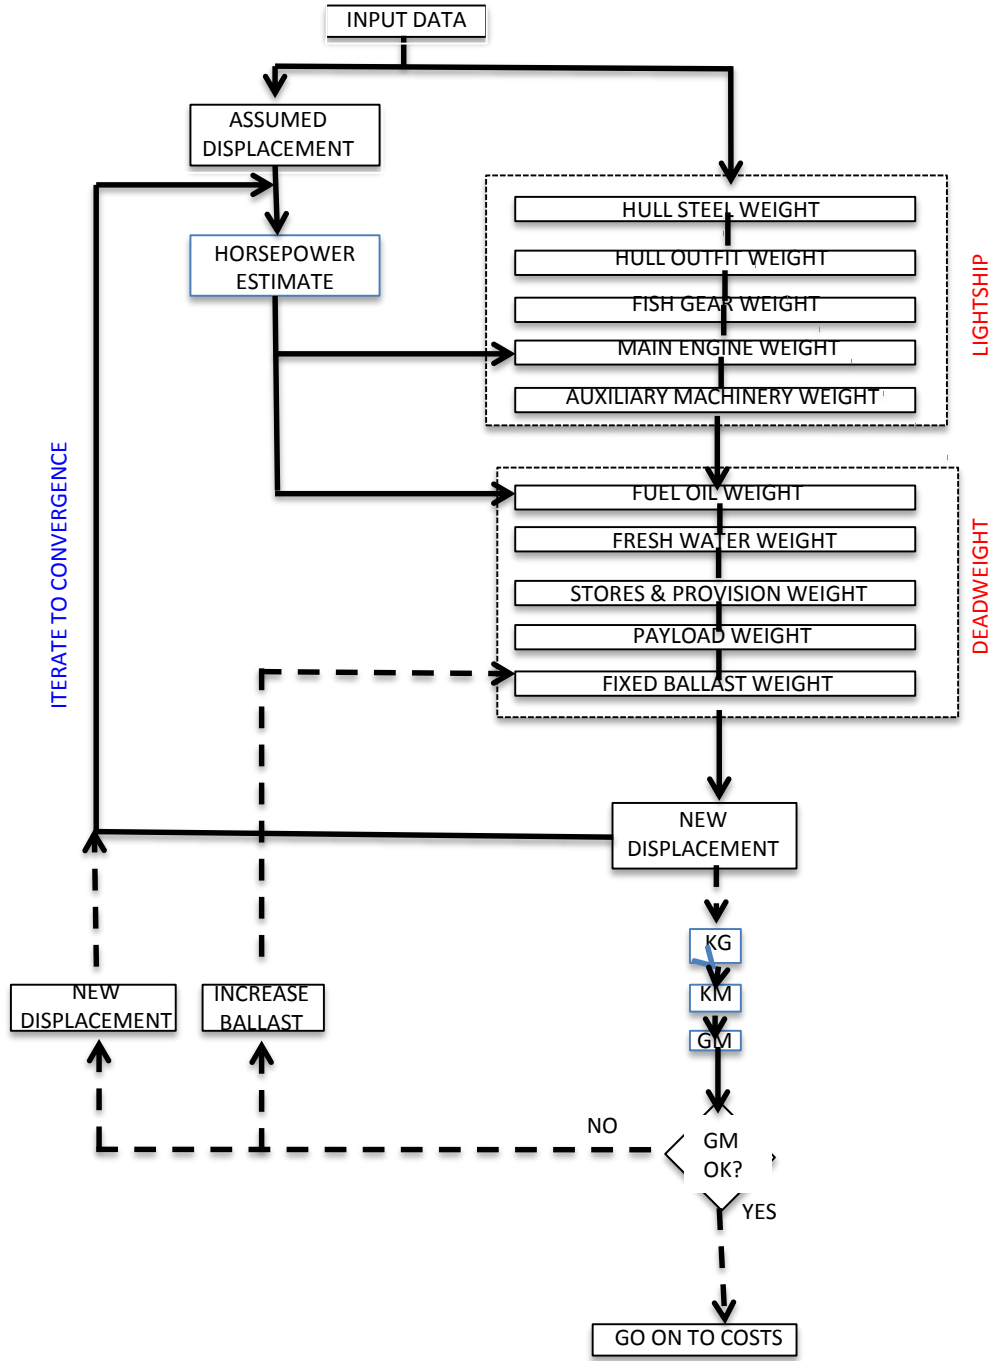 INPUT DATA
ASSUMED
DISPLACEMENT
HORSEPOWER
ESTIMATE
HULL STEEL WEIGHT
HULL OUTFIT WEIGHT
FISH GEAR WEIGHT
MAIN ENGINE WEIGHT
AUXILIARY MACHINERY WEIGHT
LIGHTSHIP
FUEL OIL WEIGHT
FRESH WATER WEIGHT
STORES & PROVISION WEIGHT
PAYLOAD WEIGHT
FIXED BALLAST WEIGHT
DEADWEIGHT
ITERATE TO CONVERGENCE
NEW
DISPLACEMENT
KG
KM
GM
NEW
DISPLACEMENT
INCREASE
BALLAST
NO
GM
OK?
YES
GO ON TO COSTS